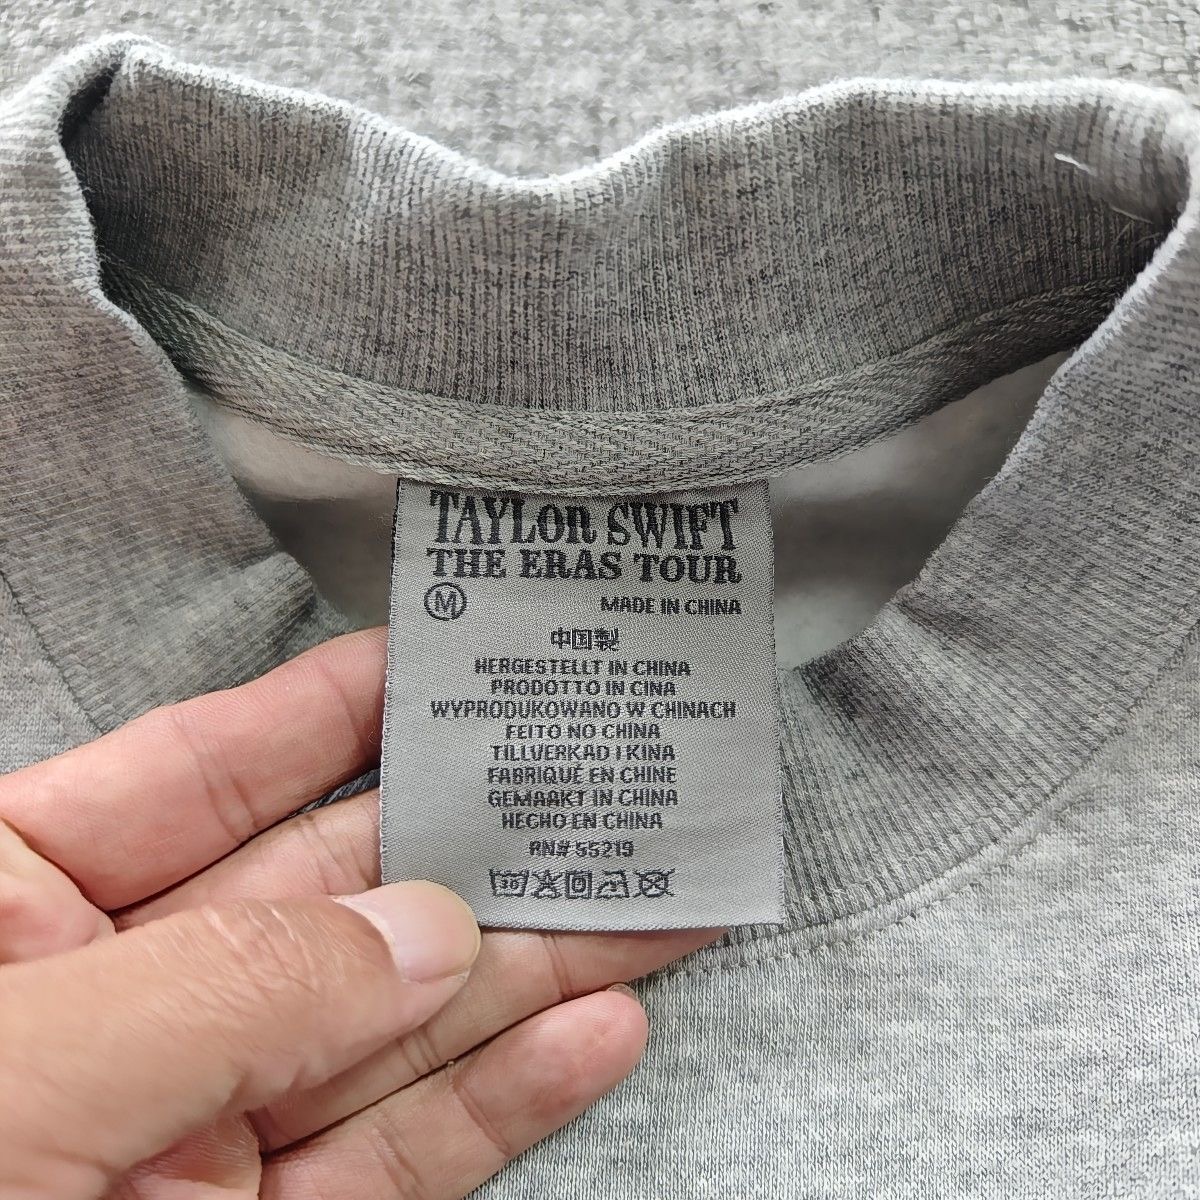 TAYLOR SWIFT
THE ERAS TOUR
M MADE IN CHINA
中国製
HERGESTELLT IN CHINA
PRODOTTO IN CINA
WYPRODUKOWANO W CHINACH
FEITO NO CHINA
TILLVERKAD I KINA
FABRIQUÉ EN CHINE
GEMAAKT IN CHINA
HECHO EN CHINA
RN# 55219
30